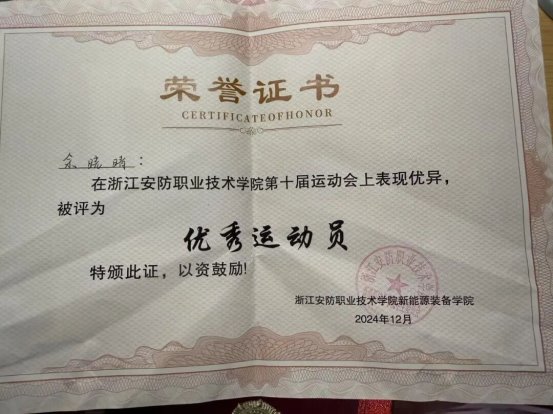 荣誉证书
CERTIFICATEOFHONOR
余晓晴：
在浙江安防职业技术学院第十届运动会上表现优异，
被评为
优秀运动员
特颁此证，以资鼓励!
浙江安防职业技术学院新能源装备学院
2024年12月